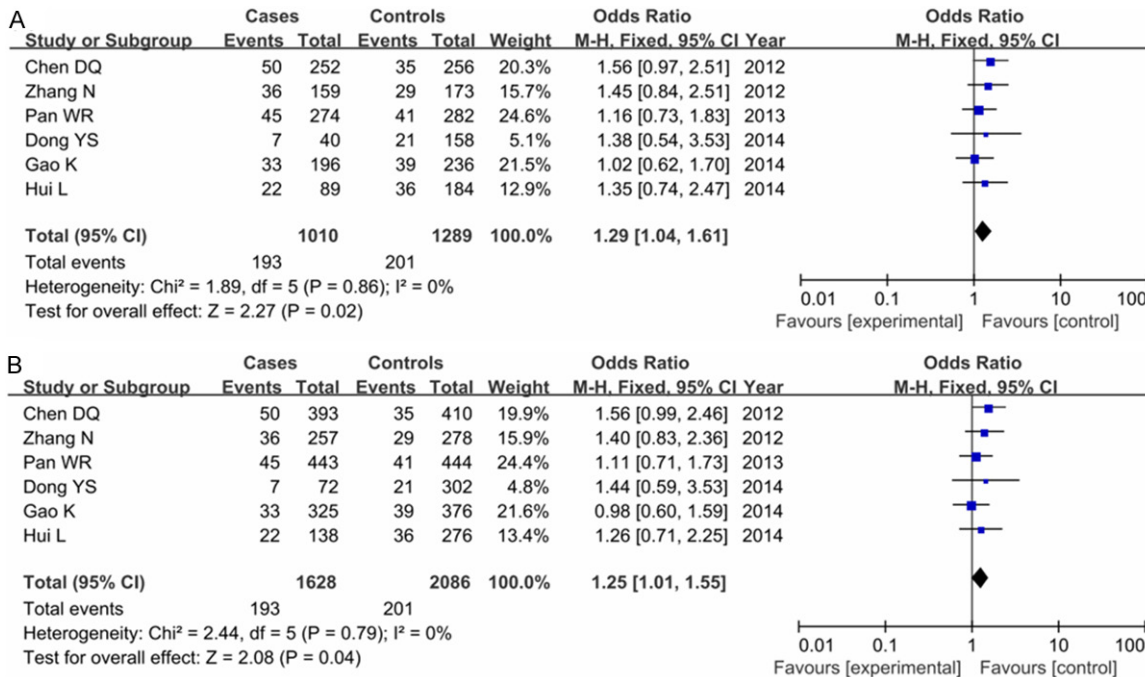 A
Cases Controls Odds Ratio Odds Ratio
Study or Subgroup Events Total Events Total Weight M-H, Fixed, 95% CI Year M-H, Fixed, 95% CI
Chen DQ 50 252 35 256 20.3% 1.56 [0.97, 2.51] 2012
Zhang N 36 159 29 173 15.7% 1.45 [0.84, 2.51] 2012
Pan WR 45 274 41 282 24.6% 1.16 [0.73, 1.83] 2013
Dong YS 7 40 21 158 5.1% 1.38 [0.54, 3.53] 2014
Gao K 33 196 39 236 21.5% 1.02 [0.62, 1.70] 2014
Hui L 22 89 36 184 12.9% 1.35 [0.74, 2.47] 2014
Total (95% CI) 1010 1289 100.0% 1.29 [1.04, 1.61]
Total events 193 201
Heterogeneity: Chi² = 1.89, df = 5 (P = 0.86); I² = 0%
Test for overall effect: Z = 2.27 (P = 0.02)
0.01 0.1 1 10 100
Favours [experimental] Favours [control]
B
Cases Controls Odds Ratio Odds Ratio
Study or Subgroup Events Total Events Total Weight M-H, Fixed, 95% CI Year M-H, Fixed, 95% CI
Chen DQ 50 393 35 410 19.9% 1.56 [0.99, 2.46] 2012
Zhang N 36 257 29 278 15.9% 1.40 [0.83, 2.36] 2012
Pan WR 45 443 41 444 24.4% 1.11 [0.71, 1.73] 2013
Dong YS 7 72 21 302 4.8% 1.44 [0.59, 3.53] 2014
Gao K 33 325 39 376 21.6% 0.98 [0.60, 1.59] 2014
Hui L 22 138 36 276 13.4% 1.26 [0.71, 2.25] 2014
Total (95% CI) 1628 2086 100.0% 1.25 [1.01, 1.55]
Total events 193 201
Heterogeneity: Chi² = 2.44, df = 5 (P = 0.79); I² = 0%
Test for overall effect: Z = 2.08 (P = 0.04)
0.01 0.1 1 10 100
Favours [experimental] Favours [control]